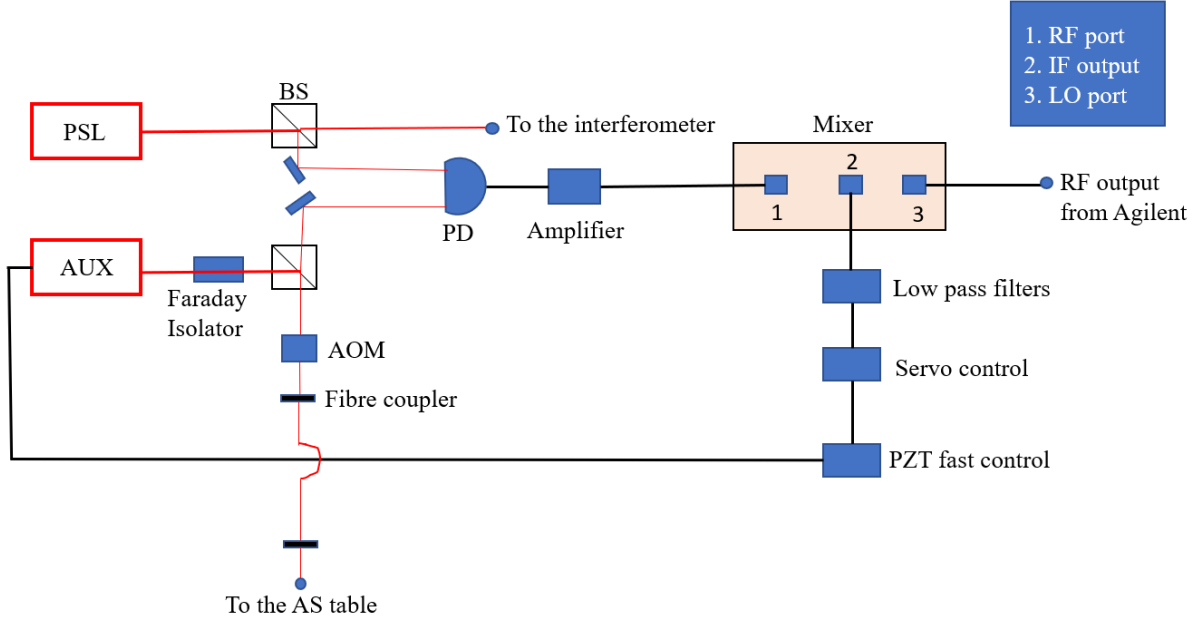 1. RF port
2. IF output
3. LO port
BS
PSL
To the interferometer
Mixer
2
1
3
RF output
from Agilent
PD
Amplifier
AUX
Faraday
Isolator
Low pass filters
AOM
Servo control
Fibre coupler
PZT fast control
To the AS table